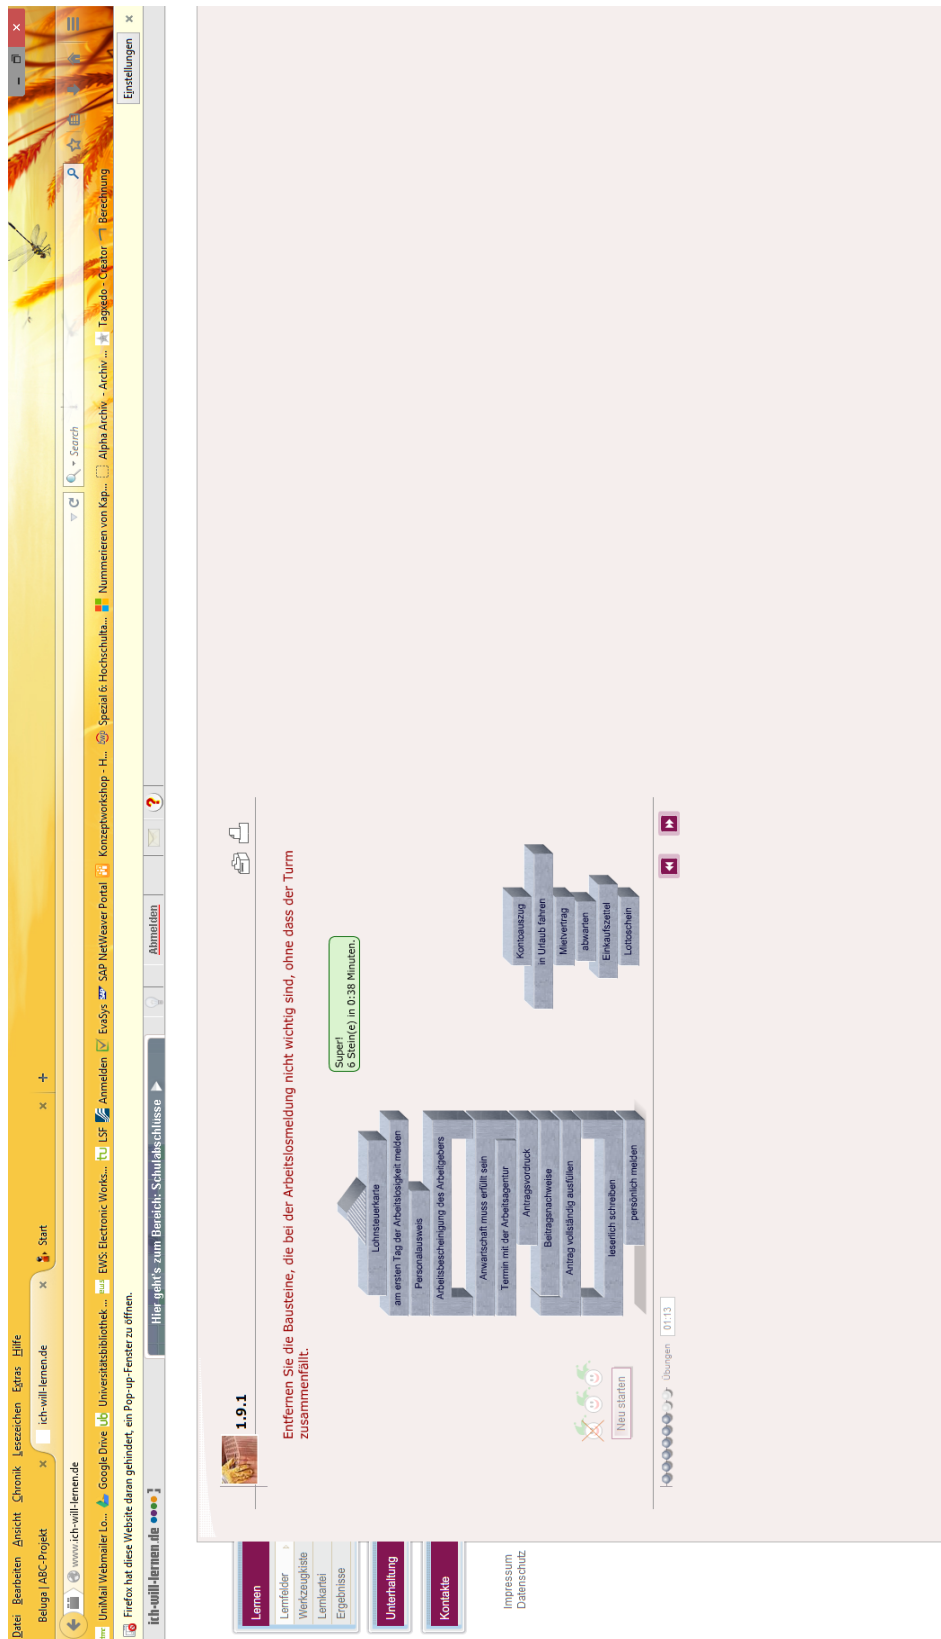 Datei Bearbeiten Ansicht Chronik Lesezeichen Extras Hilfe
Beluga | ABC-Projekt
ich-will-lernen.de
Start
www.ich-will-lernen.de
Search
UniMail Webmailer Lo...
Google Drive
Universitätsbibliothek ...
EWS: Electronic Works...
LSF
Anmelden
EvaSys
SAP NetWeaver Portal
Konzeptworkshop - H...
Spezial 6: Hochschulta...
Nummerieren von Kap...
Alpha Archiv - Archiv ...
Tagxedo - Creator
Berechnung
Firefox hat diese Website daran gehindert, ein Pop-up-Fenster zu öffnen.
Einstellungen
ich-will-lernen.de
Hier geht's zum Bereich: Schulabschlüsse
Abmelden
Lernen
Lernfelder
Werkzeugkiste
Lernkartei
Ergebnisse
Unterhaltung
Kontakte
Impressum
Datenschutz
1.9.1
Entfernen Sie die Bausteine, die bei der Arbeitslosmeldung nicht wichtig sind, ohne dass der Turm
zusammenfällt.
Super!
6 Stein(e) in 0:38 Minuten.
Lohnsteuerkarte
am ersten Tag der Arbeitslosigkeit melden
Personalausweis
Arbeitsbescheinigung des Arbeitgebers
Anwartschaft muss erfüllt sein
Termin mit der Arbeitsagentur
Antragsvordruck
Beitragsnachweise
Antrag vollständig ausfüllen
leserlich schreiben
persönlich melden
Kontoauszug
in Urlaub fahren
Mietvertrag
abwarten
Einkaufszettel
Lottoschein
Neu starten
Übungen 01:13